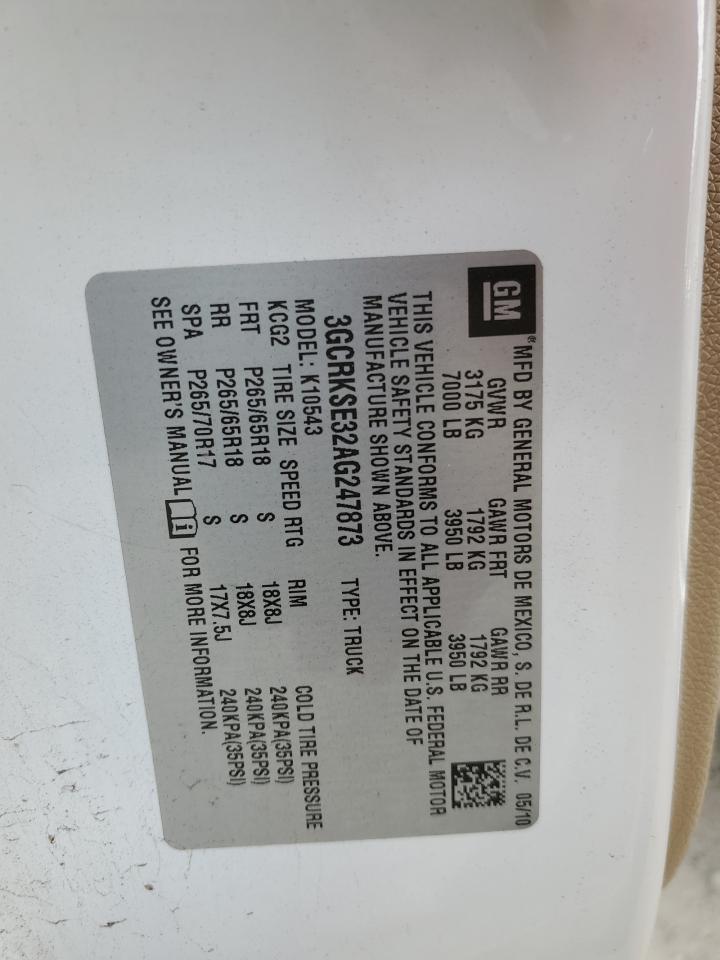 GM ® MFD BY GENERAL MOTORS DE MEXICO, S. DE R.L. DE C.V. 05/10
GVWR GAWR FRT GAWR RR
3175 KG 1792 KG 1792 KG
7000 LB 3950 LB 3950 LB
THIS VEHICLE CONFORMS TO ALL APPLICABLE U.S. FEDERAL MOTOR
VEHICLE SAFETY STANDARDS IN EFFECT ON THE DATE OF
MANUFACTURE SHOWN ABOVE.
3GCRKSE32AG247873 TYPE: TRUCK
MODEL: K10543
KCG2 TIRE SIZE SPEED RTG RIM COLD TIRE PRESSURE
FRT P265/65R18 S 18X8J 240KPA(35PSI)
RR P265/65R18 S 18X8J 240KPA(35PSI)
SPA P265/70R17 S 17X7.5J 240KPA(35PSI)
SEE OWNER'S MANUAL i FOR MORE INFORMATION.